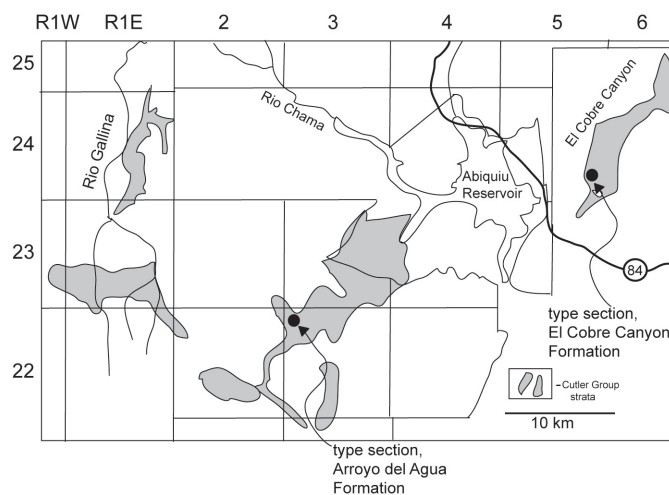 R1W R1E 2 3 4 5 6
25
24
23
22
Rio Gallina
Rio Chama
Abiquiu
Reservoir
El Cobre Canyon
84
type section,
El Cobre Canyon
Formation
-Cutler Group
strata
10 km
type section,
Arroyo del Agua
Formation